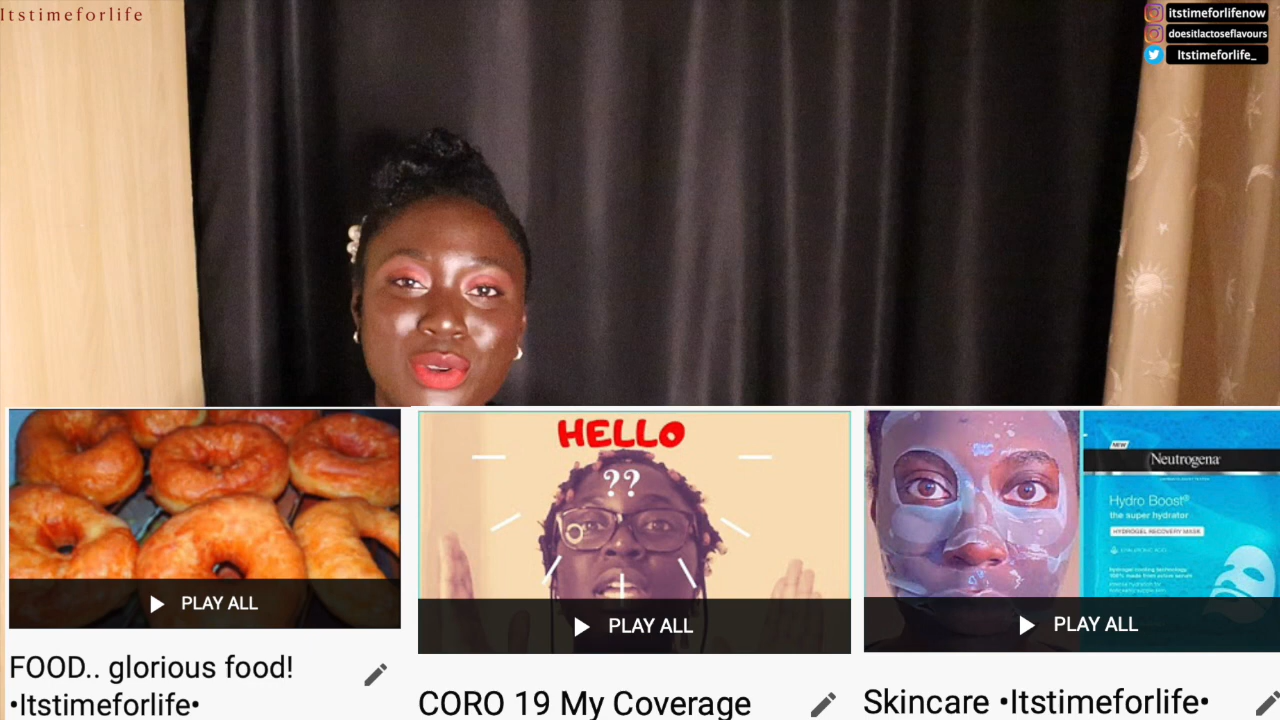 Itstimeforlife
itstimeforlifenow
doesitlactoseflavours
Itstimeforlife_
HELLO
??
NEW
Neutrogena
Hydro Boost®
the super hydrator
HYDROGEL RECOVERY MASK
PLAY ALL
PLAY ALL
PLAY ALL
FOOD.. glorious food!
•Itstimeforlife•
CORO 19 My Coverage
Skincare •Itstimeforlife•